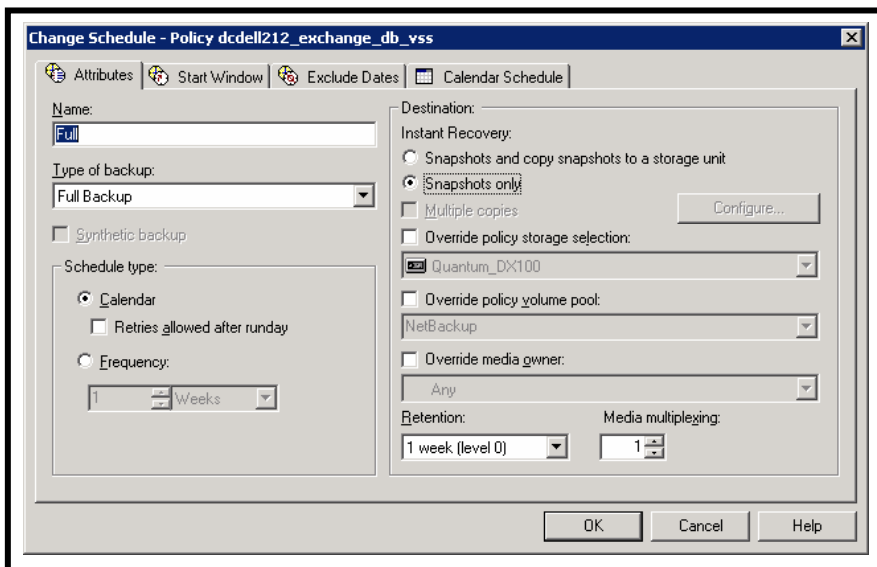 Change Schedule - Policy dcdell212_exchange_db_vss
Attributes Start Window Exclude Dates Calendar Schedule
Name:
Full
Type of backup:
Full Backup
Synthetic backup
Schedule type:
Calendar
Retries allowed after runday
Frequency:
1 Weeks
Destination:
Instant Recovery:
Snapshots and copy snapshots to a storage unit
Snapshots only
Multiple copies Configure...
Override policy storage selection:
Quantum_DX100
Override policy volume pool:
NetBackup
Override media owner:
Any
Retention: Media multiplexing:
1 week (level 0) 1
OK Cancel Help